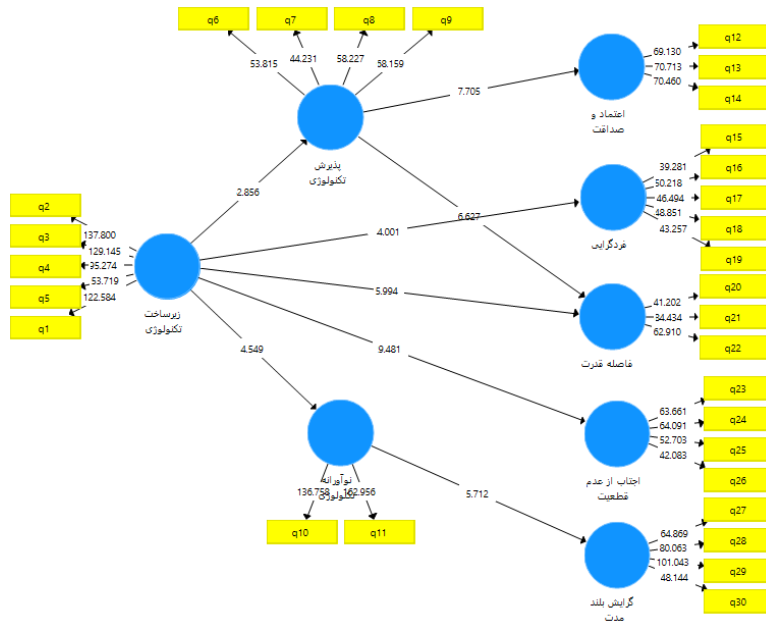 q6
q7
q8
q9
53.815
44.231
58.227
58.159
پذیرش
تکنولوژی
q12
q13
q14
69.130
70.713
70.460
اعتماد و
صداقت
7.705
2.856
q15
q16
q17
q18
q19
39.281
50.218
46.494
48.851
43.257
فردگرایی
4.001
6.627
q2
q3
q4
q5
q1
137.800
129.145
35.274
53.719
122.584
زیرساخت
تکنولوژی
5.994
q20
q21
q22
41.202
34.434
62.910
فاصله قدرت
4.549
9.481
q23
q24
q25
q26
63.661
64.091
52.703
42.083
اجتاب از عدم
قطعیت
نوآورانه
تکنولوژی
136.758
162.956
q10
q11
5.712
q27
q28
q29
q30
64.869
80.063
101.043
48.144
گرایش بلند
مدت